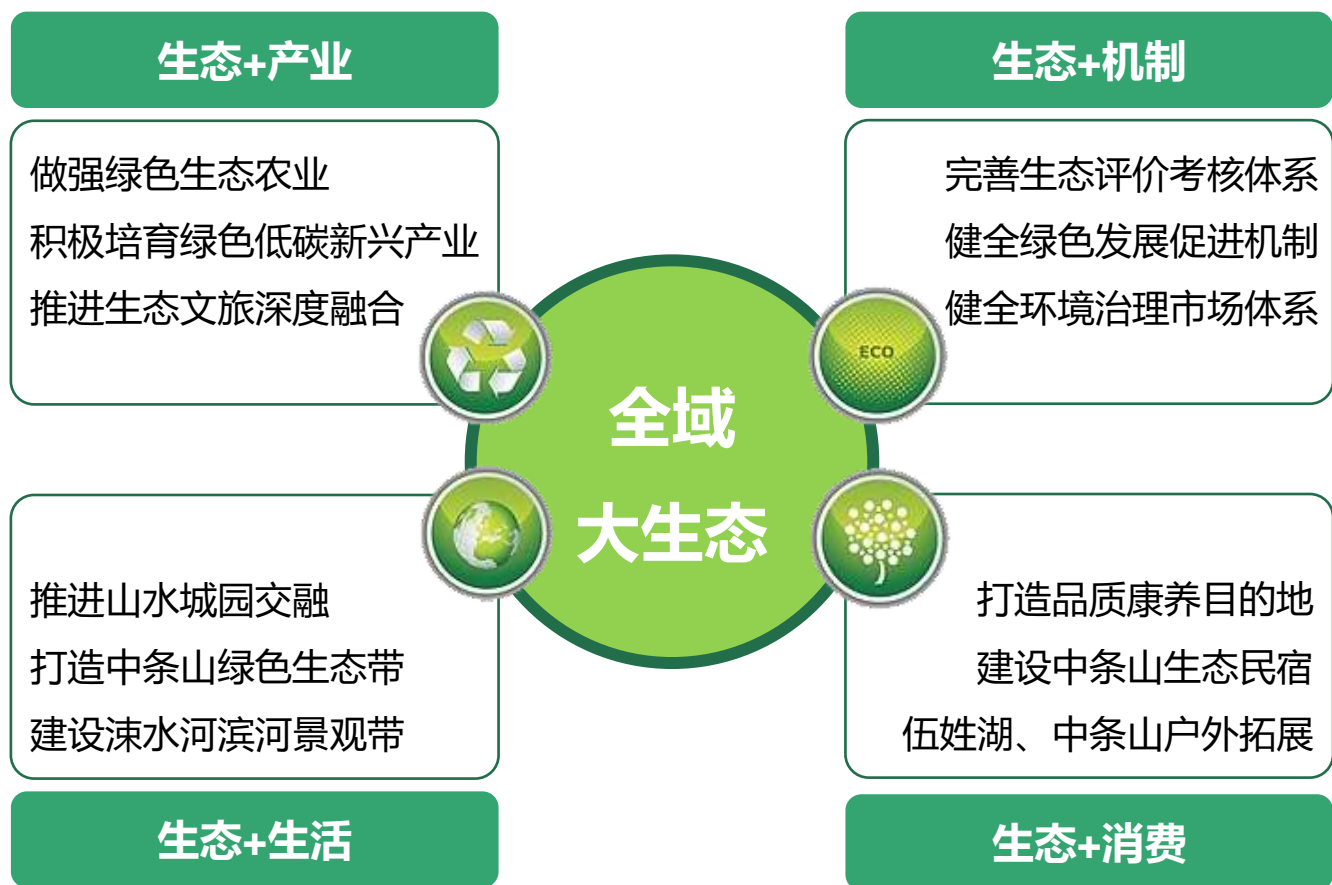 生态+产业
做强绿色生态农业
积极培育绿色低碳新兴产业
推进生态文旅深度融合
生态+机制
完善生态评价考核体系
健全绿色发展促进机制
健全环境治理市场体系
ECO
全域
大生态
推进山水城园交融
打造中条山绿色生态带
建设涑水河滨河景观带
生态+生活
打造品质康养目的地
建设中条山生态民宿
伍姓湖、中条山户外拓展
生态+消费